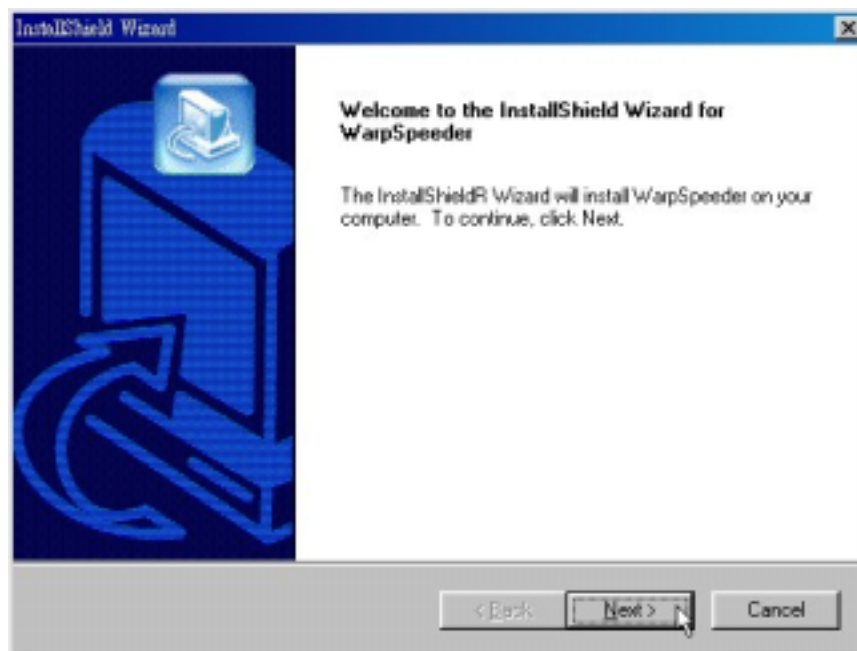 InstallShield Wizard
Welcome to the InstallShield Wizard for
WarpSpeeder
The InstallShieldR Wizard will install WarpSpeeder on your
computer. To continue, click Next.
< Back
Next >
Cancel